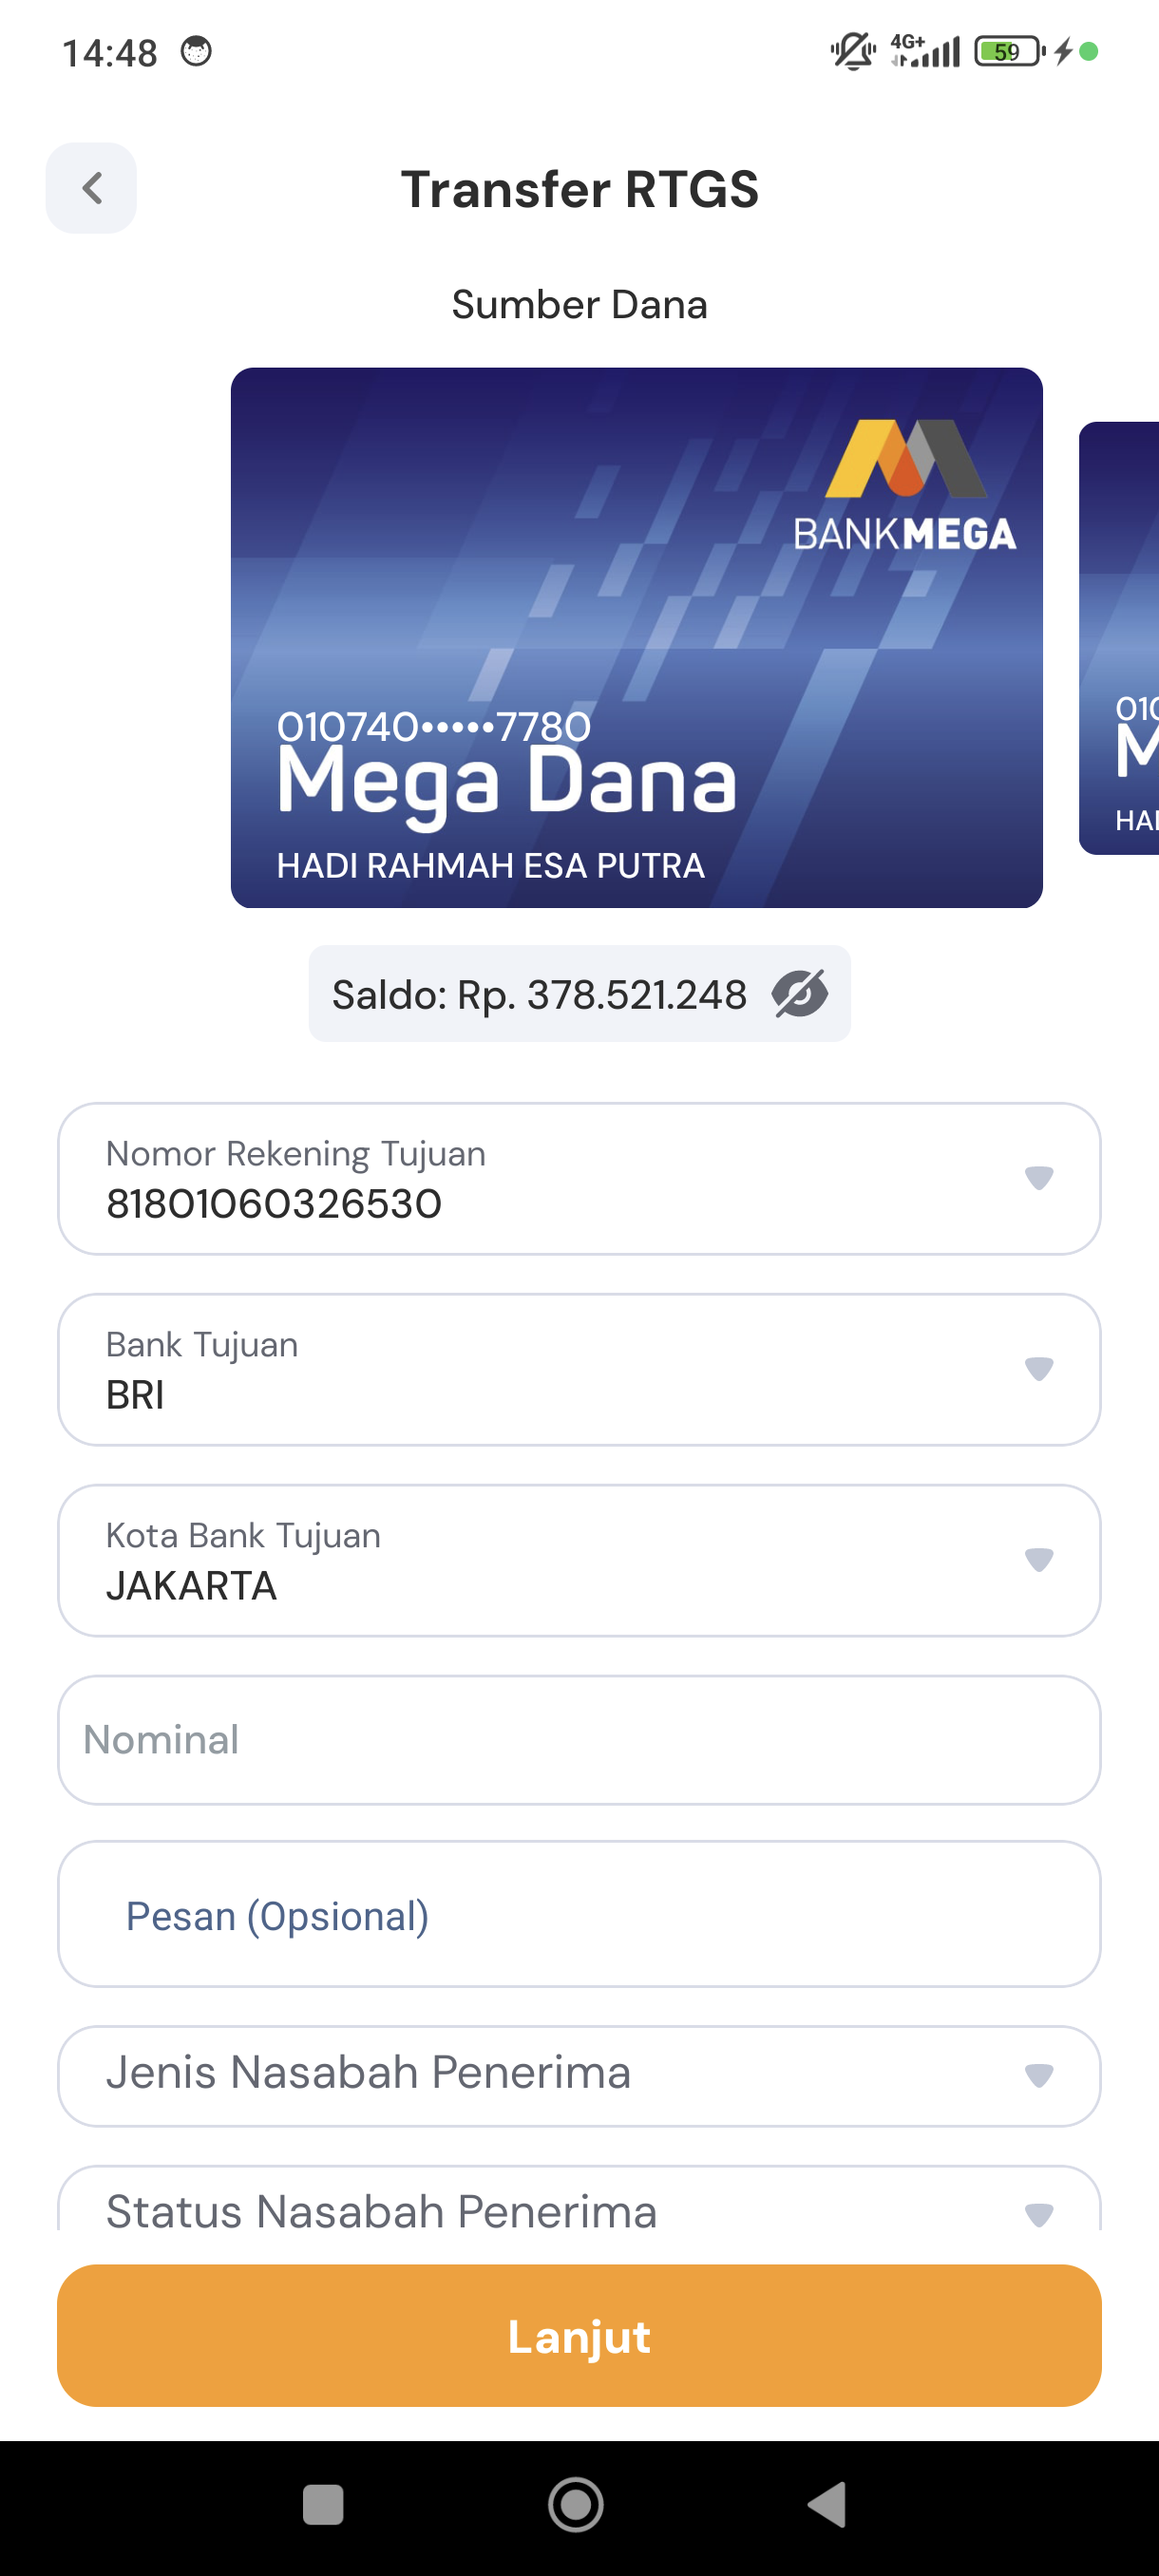 14:48
4G+
59
Transfer RTGS
Sumber Dana
BANKMEGA
010740•••••7780
Mega Dana
HADI RAHMAH ESA PUTRA
010
M
HA
Saldo: Rp. 378.521.248
Nomor Rekening Tujuan
81801060326530
Bank Tujuan
BRI
Kota Bank Tujuan
JAKARTA
Nominal
Pesan (Opsional)
Jenis Nasabah Penerima
Status Nasabah Penerima
Lanjut